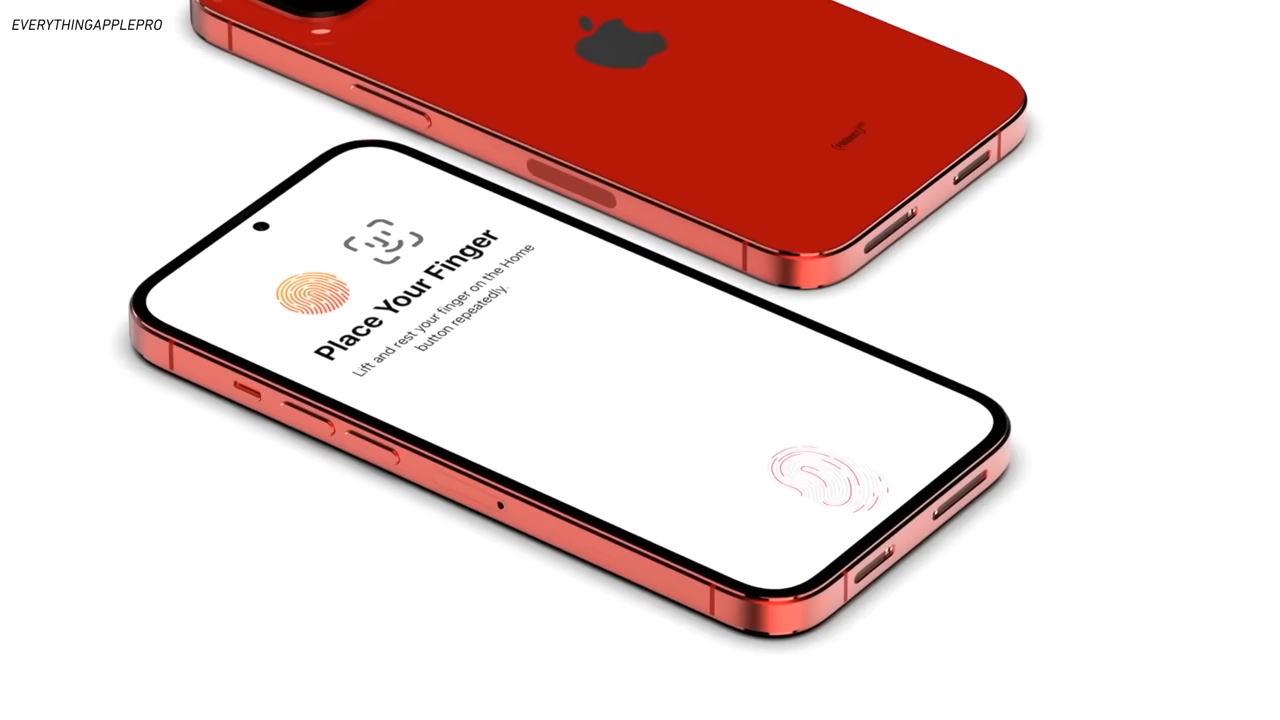 EVERYTHINGAPPLEPRO
Place Your Finger
Lift and rest your finger on the Home
button repeatedly.